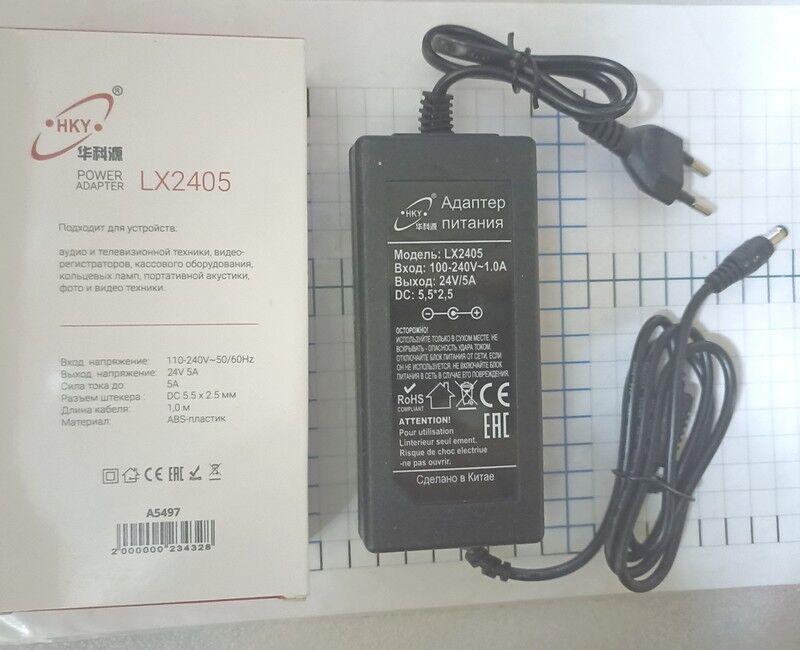 HKY ®
华科源
POWER
ADAPTER LX2405
Подходит для устройств:
аудио и телевизионной техники, видео-
регистраторов, кассового оборудования,
кольцевых ламп, портативной акустики,
фото и видео техники.
Вход. напряжение: 110-240V~50/60Hz
Выход. напряжение: 24V 5A
Сила тока до: 5A
Разъем штекера : DC 5.5 x 2.5 мм
Длина кабеля: 1,0 м
Материал: ABS-пластик
CE EAC RoHS
A5497
2 000000 234328
HKY ®
华科源
Адаптер
питания
Модель: LX2405
Вход: 100-240V~1.0A
Выход: 24V/5A
DC: 5,5*2,5
ОСТОРОЖНО!
ИСПОЛЬЗУЙТЕ ТОЛЬКО В СУХОМ МЕСТЕ. НЕ
ВСКРЫВАТЬ - ОПАСНОСТЬ УДАРА ТОКОМ.
ОТКЛЮЧАЙТЕ БЛОК ПИТАНИЯ ОТ СЕТИ, ЕСЛИ
ОН НЕ ИСПОЛЬЗУЕТСЯ. НЕ ВКЛЮЧАЙТЕ БЛОК
ПИТАНИЯ В СЕТЬ В СЛУЧАЕ ЕГО ПОВРЕЖДЕНИЯ.
RoHS
COMPLIANT
CE
EAC
ATTENTION!
Pour utilisation
Linterieur seul ement.
Risque de choc electriue
-ne pas ouvrir.
Сделано в Китае